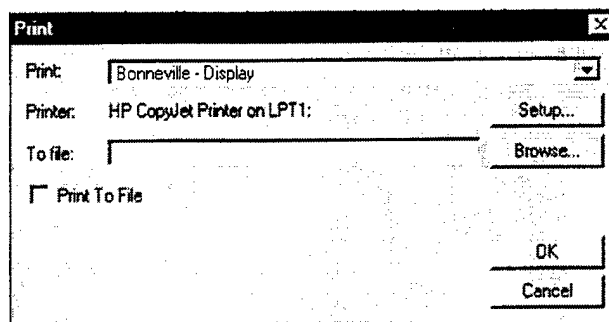 Print
Print: Bonneville - Display
Printer: HP CopyJet Printer on LPT1: Setup...
To file: Browse...
Print To File
OK
Cancel